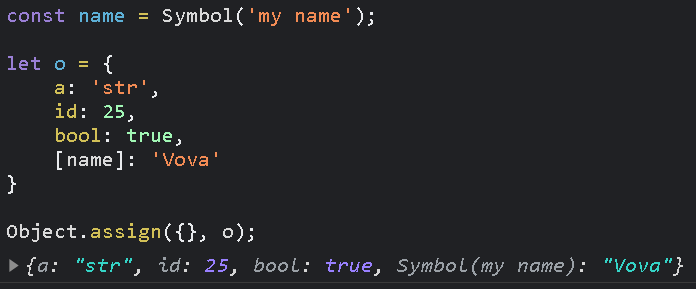 const name = Symbol('my name');
let o = {
    a: 'str',
    id: 25,
    bool: true,
    [name]: 'Vova'
}
Object.assign({}, o);
▶ {a: "str", id: 25, bool: true, Symbol(my name): "Vova"}